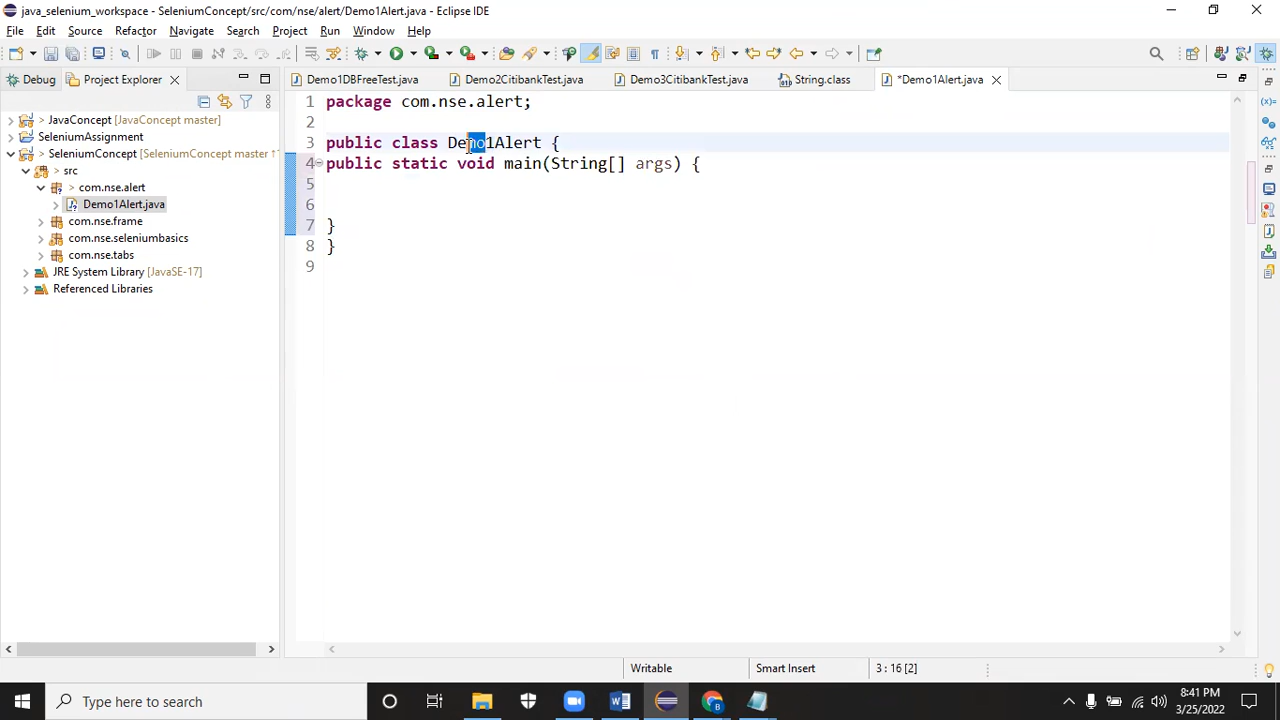 java_selenium_workspace - SeleniumConcept/src/com/nse/alert/Demo1Alert.java - Eclipse IDE
File Edit Source Refactor Navigate Search Project Run Window Help
Debug Project Explorer Demo1DBFreeTest.java Demo2CitibankTest.java Demo3CitibankTest.java String.class *Demo1Alert.java
> JavaConcept [JavaConcept master]
SeleniumAssignment
> SeleniumConcept [SeleniumConcept master ↑
> src
> com.nse.alert
Demo1Alert.java
com.nse.frame
com.nse.seleniumbasics
com.nse.tabs
JRE System Library [JavaSE-17]
Referenced Libraries
1 package com.nse.alert;
2
3 public class Demo1Alert {
4 public static void main(String[] args) {
5
6
7 }
8 }
9
Writable Smart Insert 3 : 16 [2]
Type here to search
8:41 PM
3/25/2022